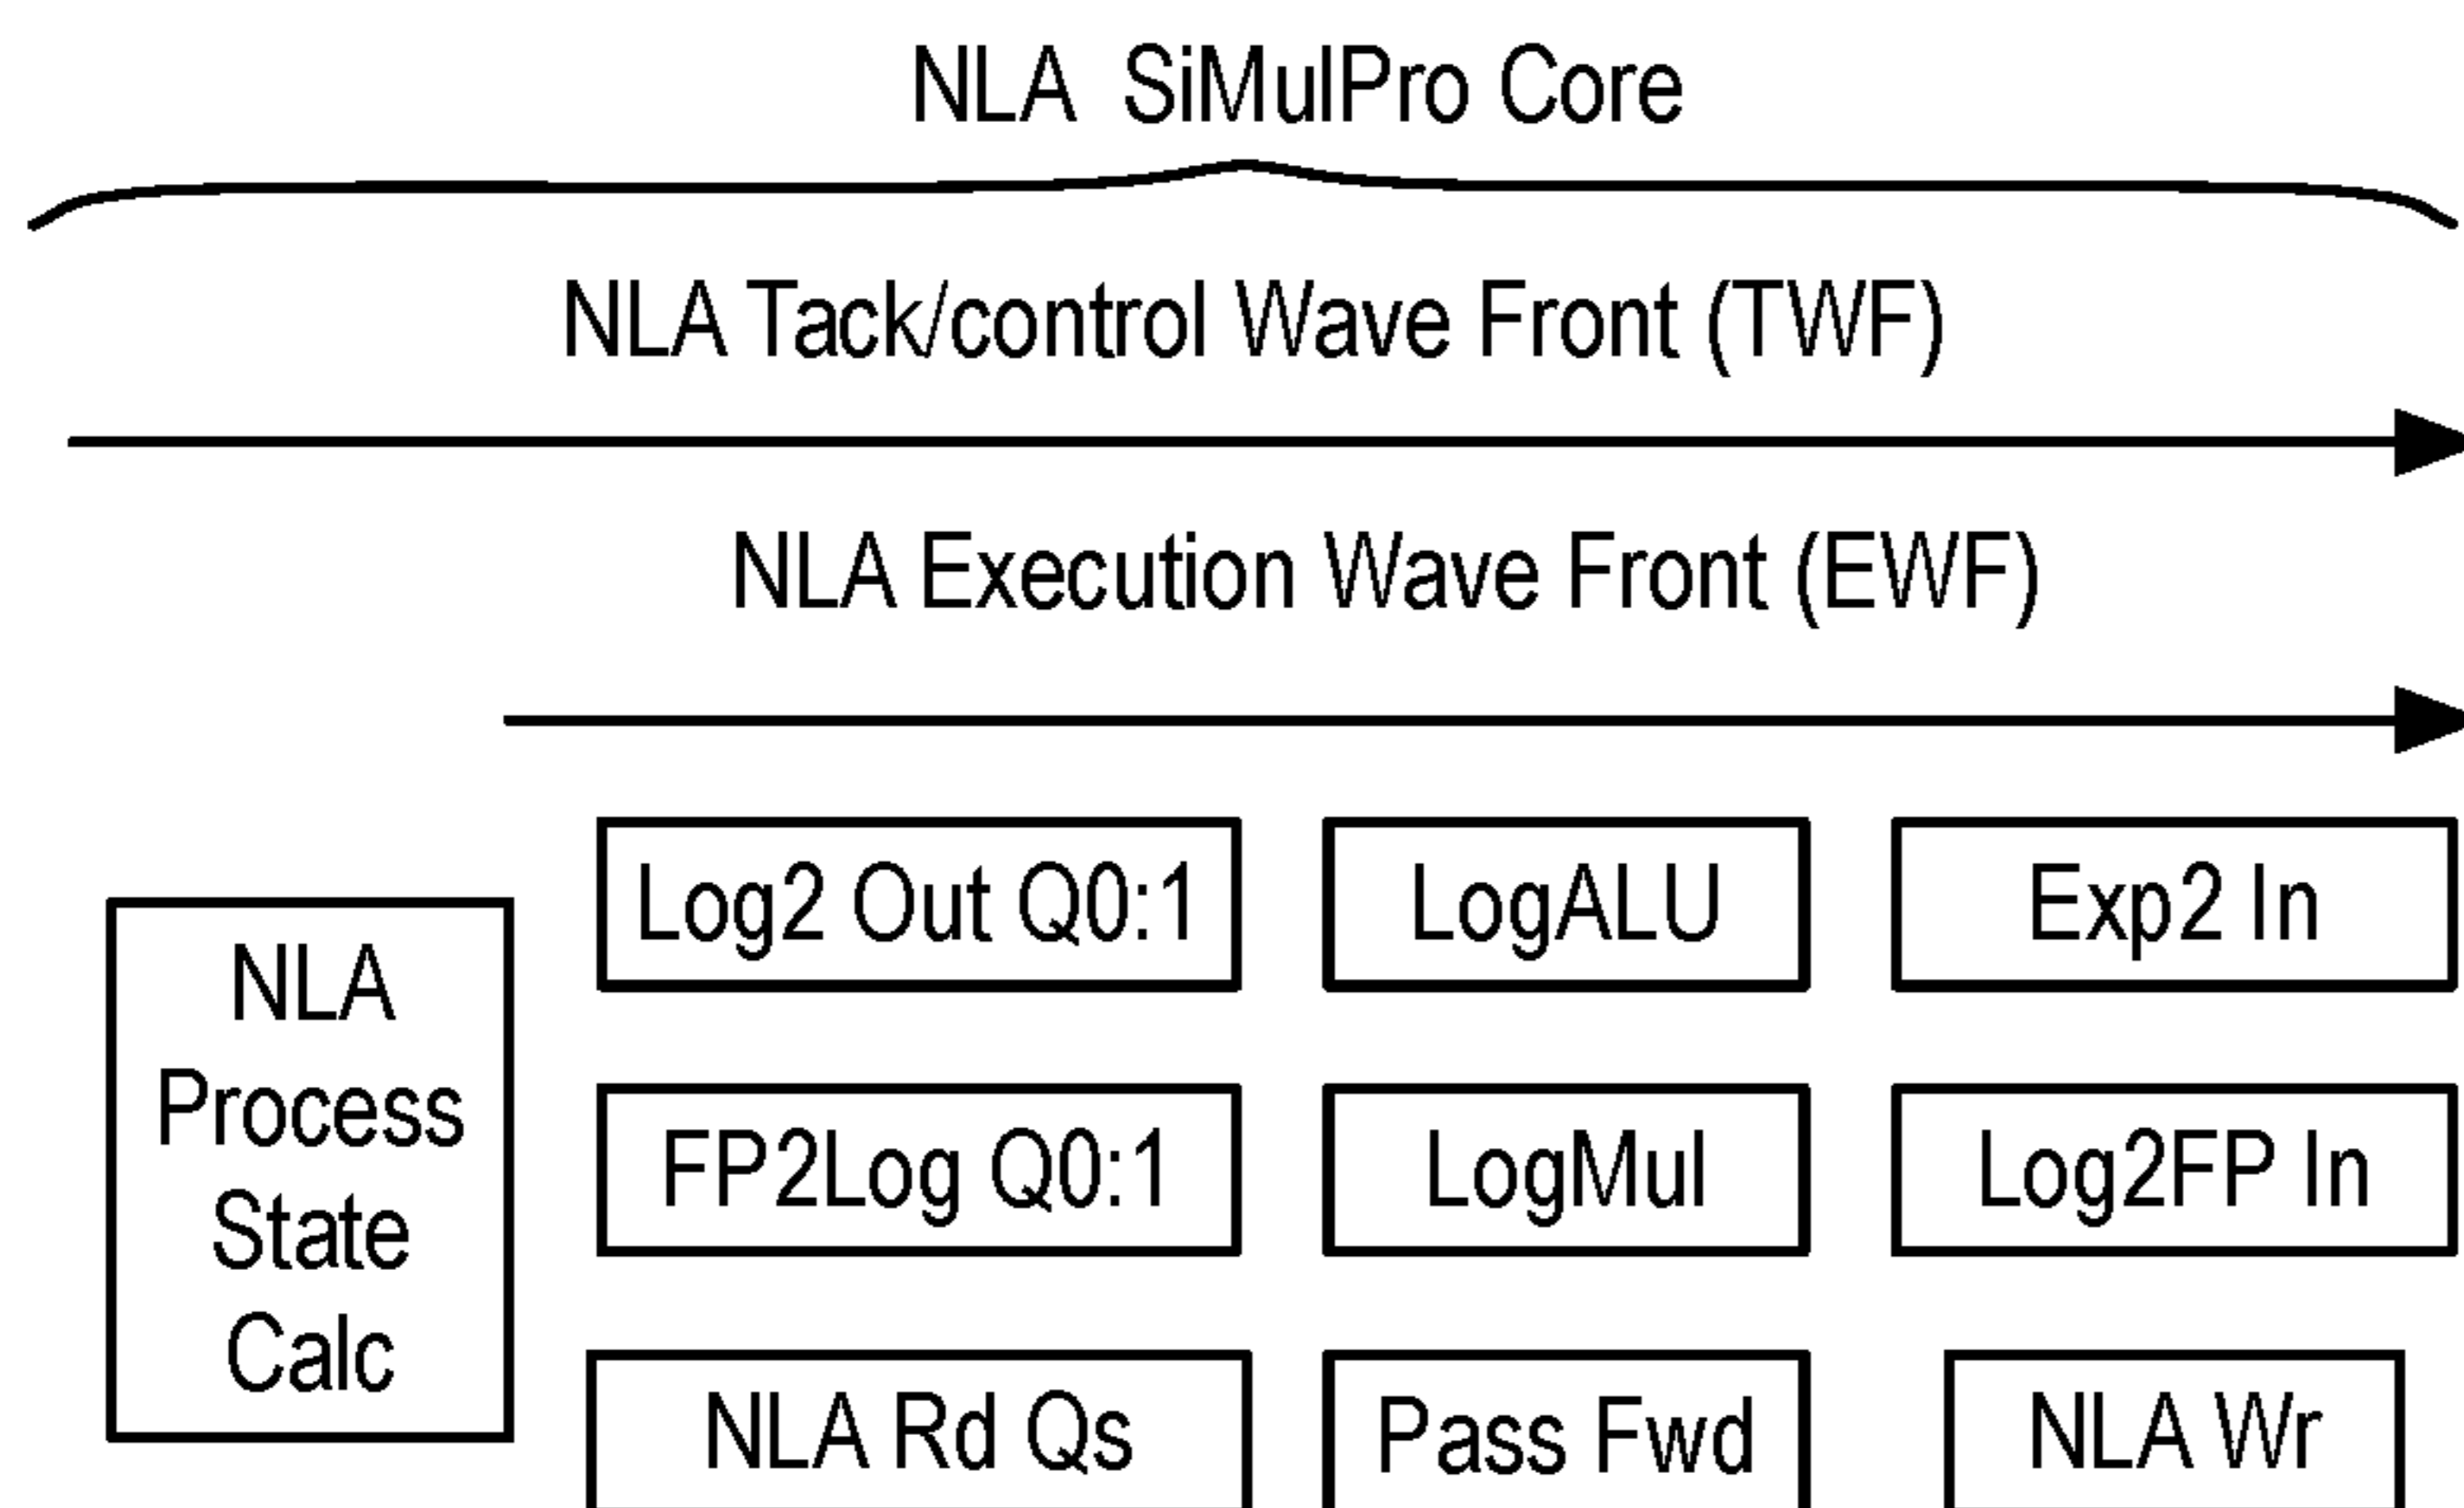 NLA SiMulPro Core
NLA Tack/control Wave Front (TWF)
NLA Execution Wave Front (EWF)
Log2 Out Q0:1
LogALU
Exp2 In
NLA
Process
State
Calc
FP2Log Q0:1
LogMul
Log2FP In
NLA Rd Qs
Pass Fwd
NLA Wr